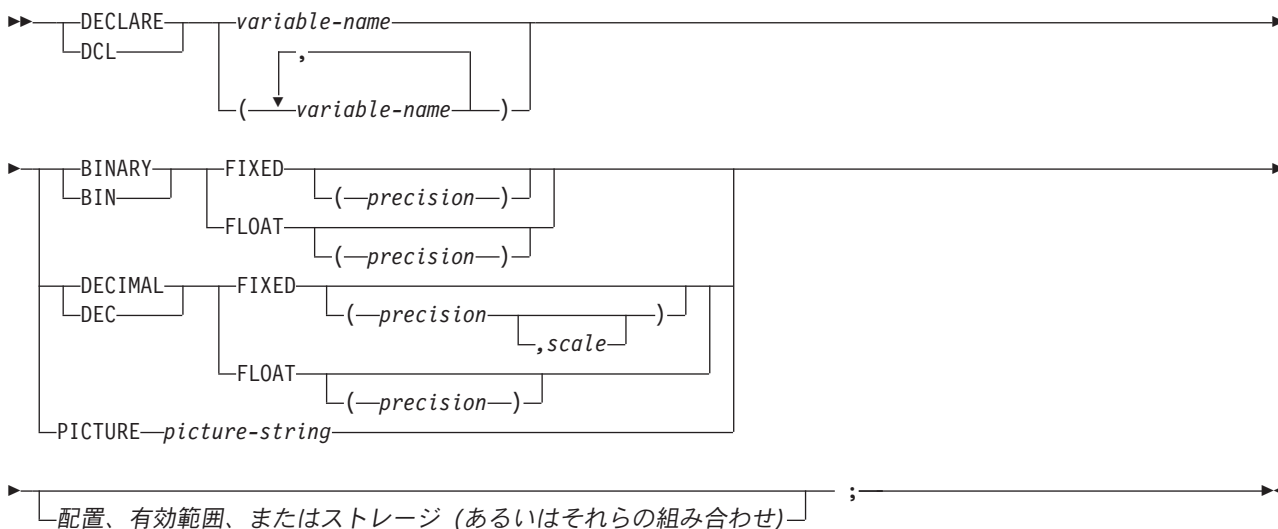 DECLARE variable-name
DCL ,
( variable-name )
BINARY FIXED
BIN ( precision )
FLOAT
( precision )
DECIMAL FIXED
DEC ( precision )
,scale
FLOAT
( precision )
PICTURE picture-string
;
配置、有効範囲、またはストレージ (あるいはそれらの組み合わせ)